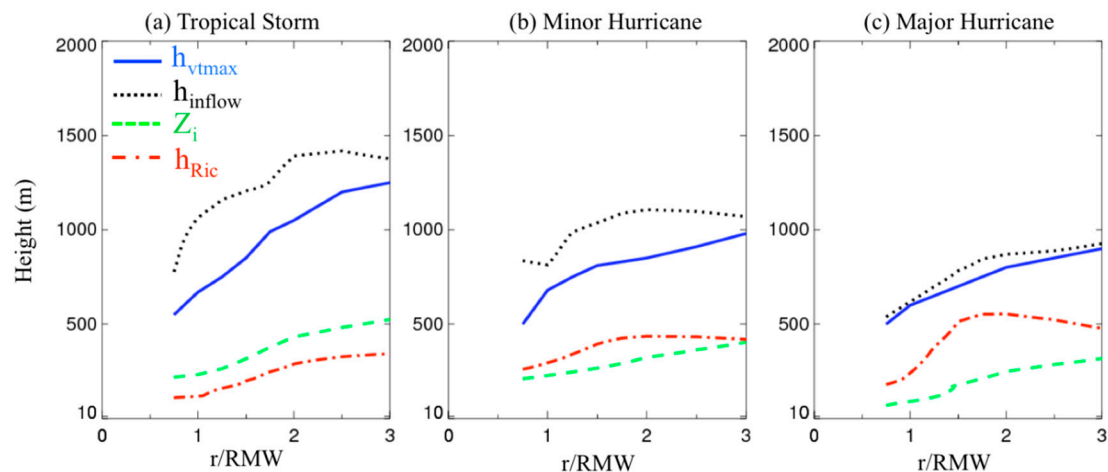 (a) Tropical Storm (b) Minor Hurricane (c) Major Hurricane
2000 2000 2000
h_vtmax
h_inflow
Z_i
h_Ric
1500 1500 1500
Height (m)
1000 1000 1000
500 500 500
10 10 10
0 1 2 3 0 1 2 3 0 1 2 3
r/RMW r/RMW r/RMW